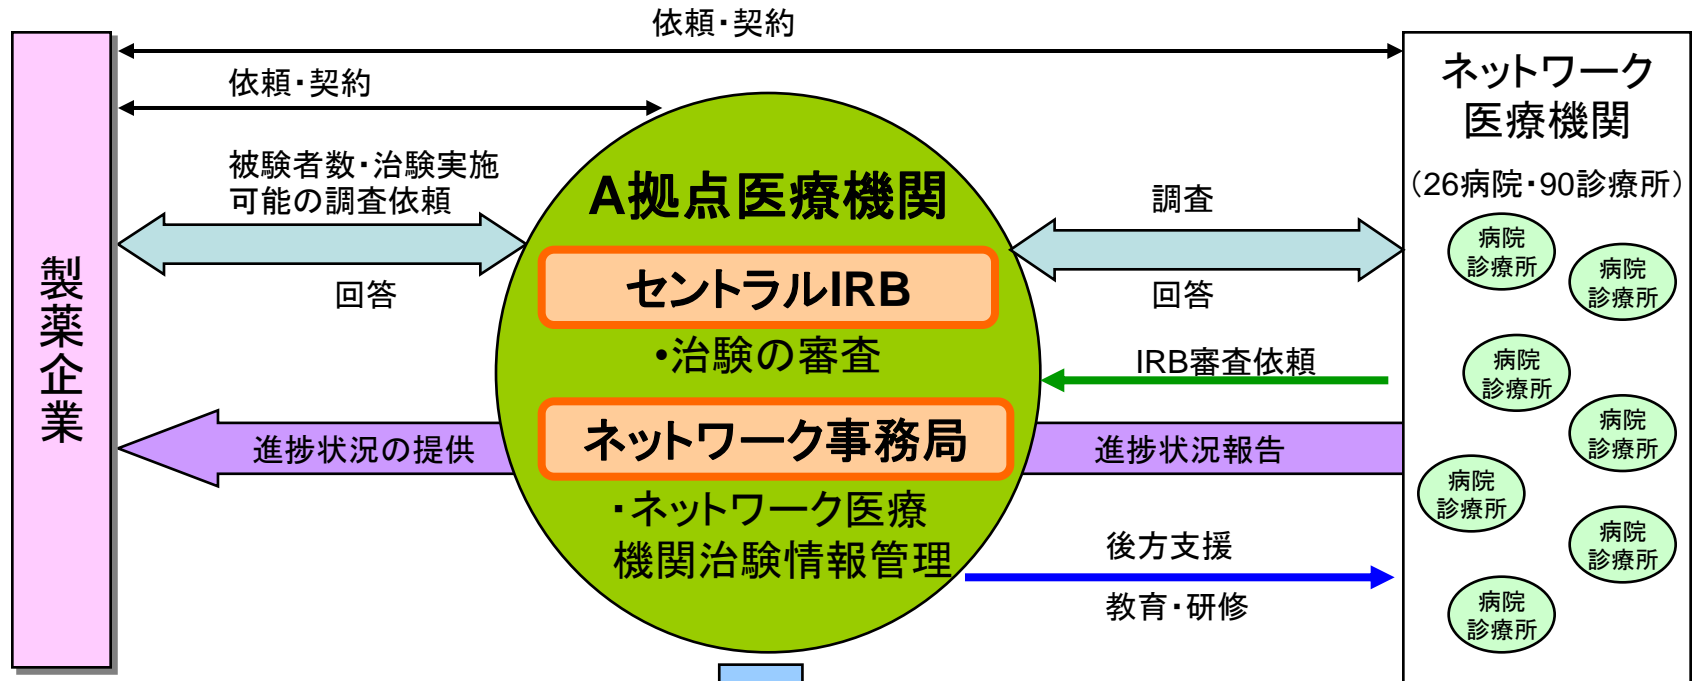 依頼・契約
依頼・契約
製薬企業
被験者数・治験実施
可能の調査依頼
回答
進捗状況の提供
A拠点医療機関
セントラルIRB
・治験の審査
ネットワーク事務局
・ネットワーク医療
機関治験情報管理
調査
回答
IRB審査依頼
進捗状況報告
後方支援
教育・研修
ネットワーク
医療機関
（26病院・90診療所）
病院
診療所
病院
診療所
病院
診療所
病院
診療所
病院
診療所
病院
診療所
病院
診療所